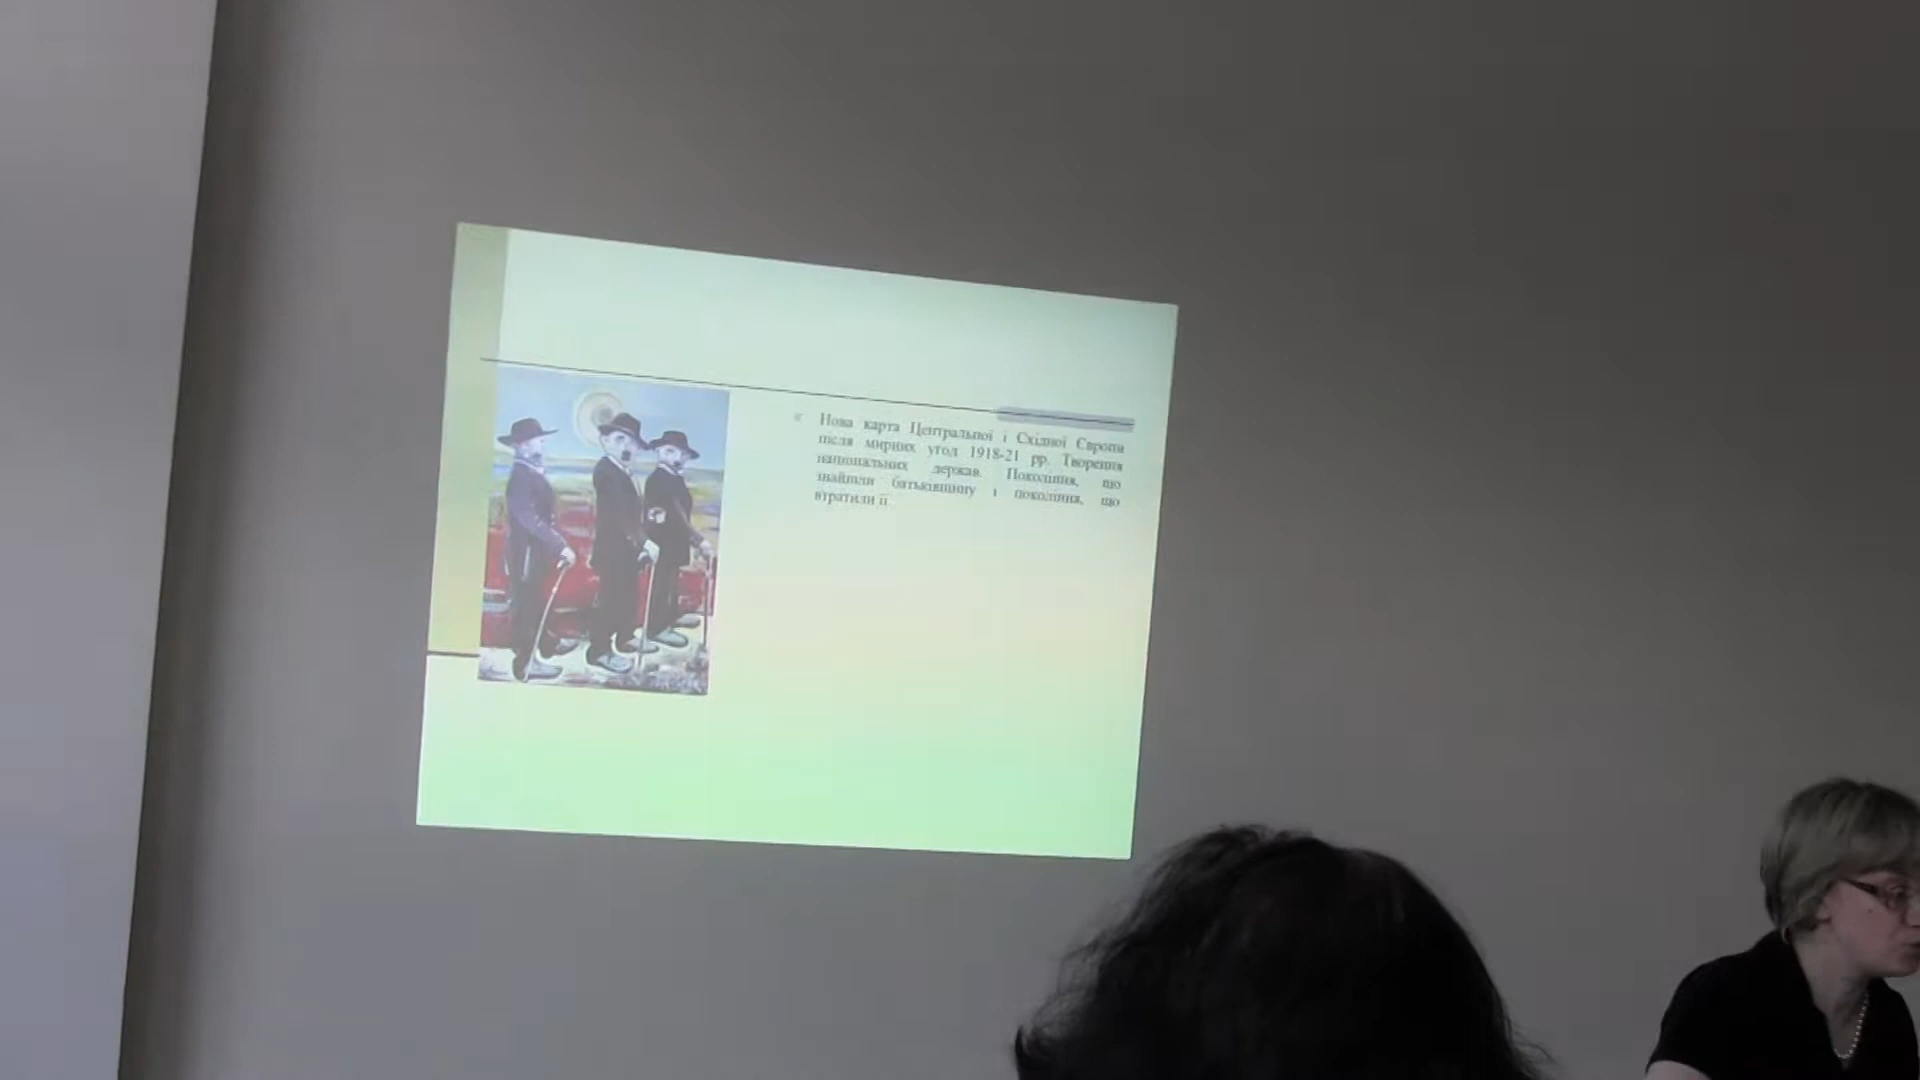 Нова карта Центральної і Східної Європи
після мирних угод 1918-21 рр. Творення
національних держав. Покоління, що
знайшли батьківщину і покоління, що
втратили її.